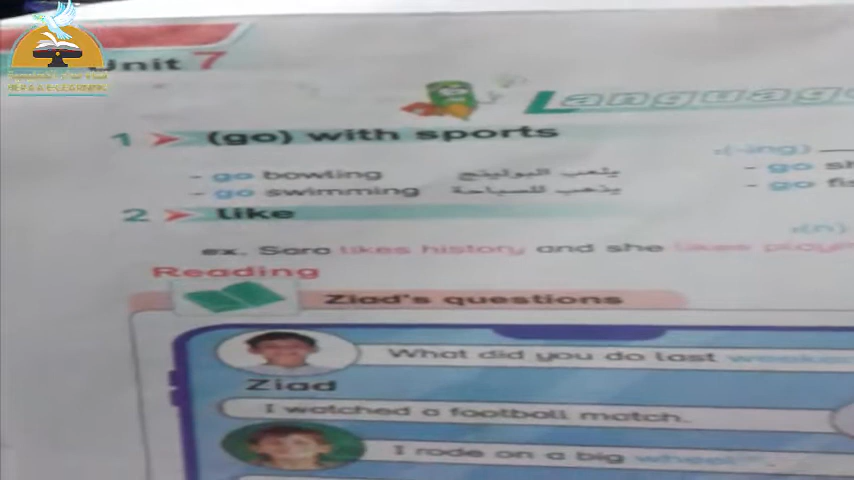 Unit 7
Language
1 (go) with sports
:(-ing)
- go bowling يلعب البولينج - go
- go swimming يذهب للسباحة - go
2 like
ex. Sara likes history and she likes
Reading
Ziad's questions
What did you do last
Ziad
I watched a football match.
I rode on a big wheel.